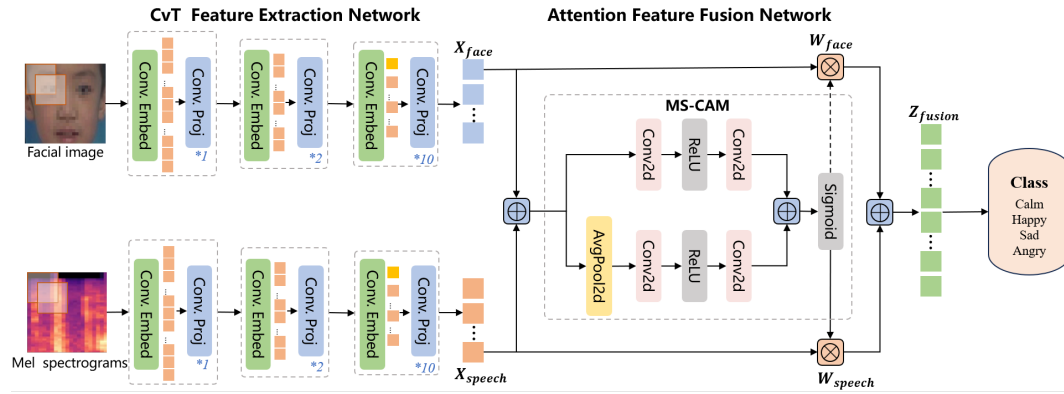 CvT Feature Extraction Network
Attention Feature Fusion Network
Facial image
Conv. Embed
Conv. Proj
*1
Conv. Embed
Conv. Proj
*2
Conv. Embed
Conv. Proj
*10
X_face
W_face
MS-CAM
Conv2d
ReLU
Conv2d
AvgPool2d
Conv2d
ReLU
Conv2d
Sigmoid
Z_fusion
Class
Calm
Happy
Sad
Angry
Mel spectrograms
Conv. Embed
Conv. Proj
*1
Conv. Embed
Conv. Proj
*2
Conv. Embed
Conv. Proj
*10
X_speech
W_speech